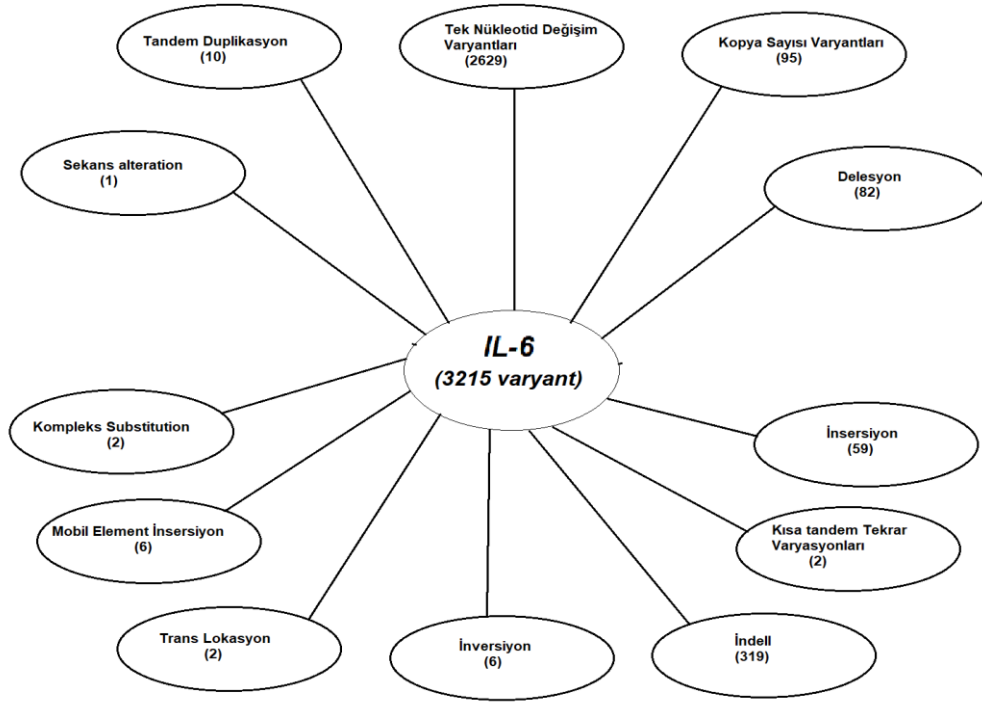 Tandem Duplikasyon
(10)
Tek Nükleotid Değişim
Varyantları
(2629)
Kopya Sayısı Varyantları
(95)
Sekans alteration
(1)
Delesyon
(82)
IL-6
(3215 varyant)
Kompleks Substitution
(2)
İnsersiyon
(59)
Mobil Element İnsersiyon
(6)
Kısa tandem Tekrar
Varyasyonları
(2)
Trans Lokasyon
(2)
İnversiyon
(6)
İndell
(319)